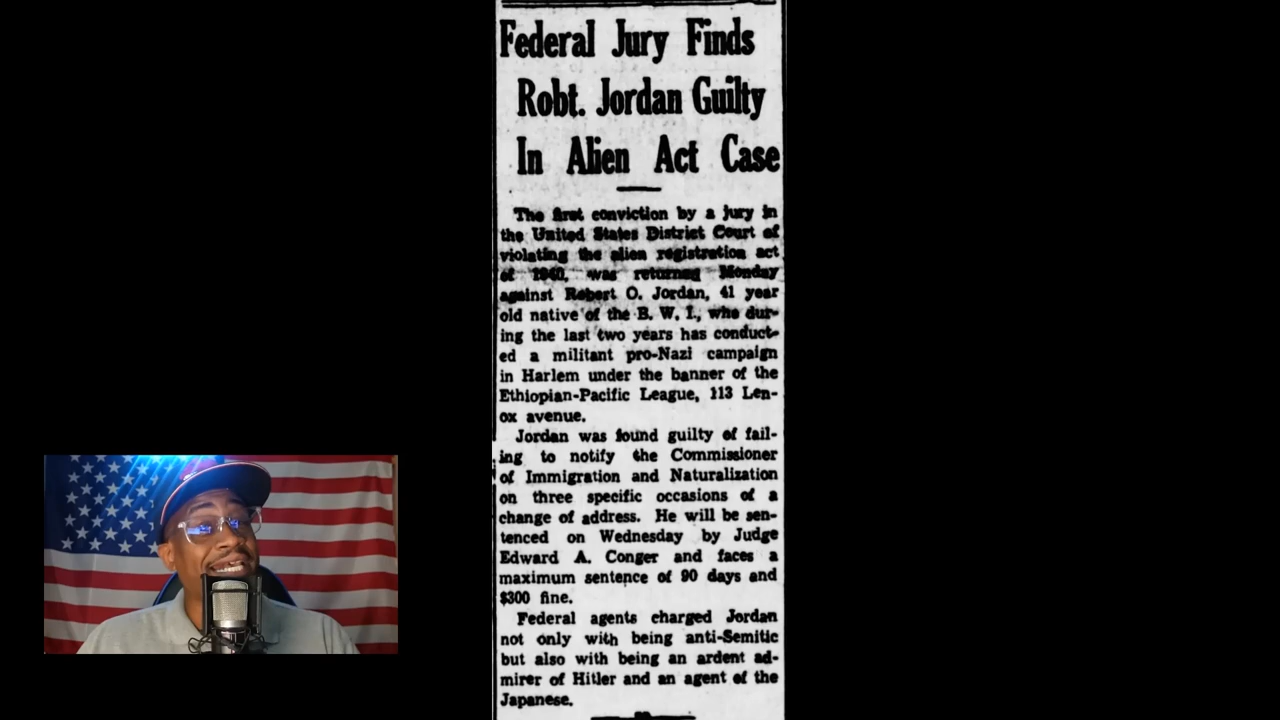 Federal Jury Finds
Robt. Jordan Guilty
In Alien Act Case
The first conviction by a jury in
the United States District Court of
violating the alien registration act
of 1940, was returned Monday
against Robert O. Jordan, 41 year
old native of the B. W. I., who dur-
ing the last two years has conduct-
ed a militant pro-Nazi campaign
in Harlem under the banner of the
Ethiopian-Pacific League, 113 Len-
ox avenue.
Jordan was found guilty of fail-
ing to notify the Commissioner
of Immigration and Naturalization
on three specific occasions of a
change of address. He will be sen-
tenced on Wednesday by Judge
Edward A. Conger and faces a
maximum sentence of 90 days and
$300 fine.
Federal agents charged Jordan
not only with being anti-Semitic
but also with being an ardent ad-
mirer of Hitler and an agent of the
Japanese.